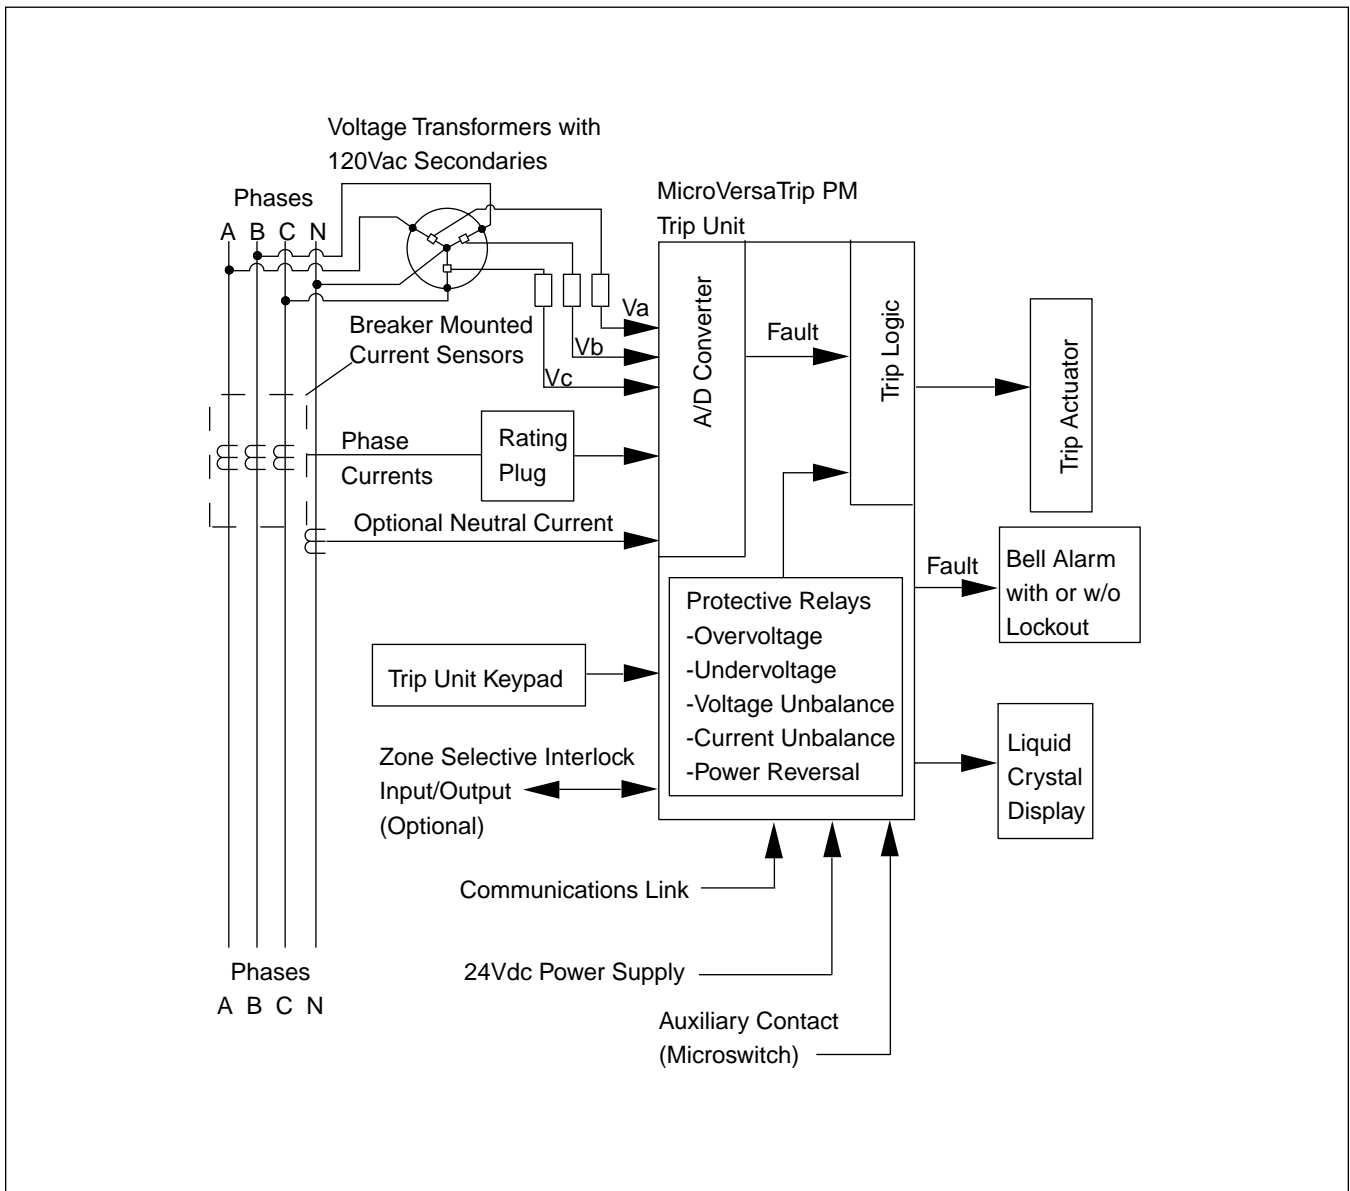 Voltage Transformers with
120Vac Secondaries
Phases
A B C N
MicroVersaTrip PM
Trip Unit
Va
Vb
Vc
Breaker Mounted
Current Sensors
A/D Converter
Fault
Trip Logic
Trip Actuator
Phase
Currents
Rating
Plug
Optional Neutral Current
Fault
Bell Alarm
with or w/o
Lockout
Protective Relays
-Overvoltage
-Undervoltage
-Voltage Unbalance
-Current Unbalance
-Power Reversal
Trip Unit Keypad
Zone Selective Interlock
Input/Output
(Optional)
Liquid
Crystal
Display
Communications Link
24Vdc Power Supply
Auxiliary Contact
(Microswitch)
Phases
A B C N